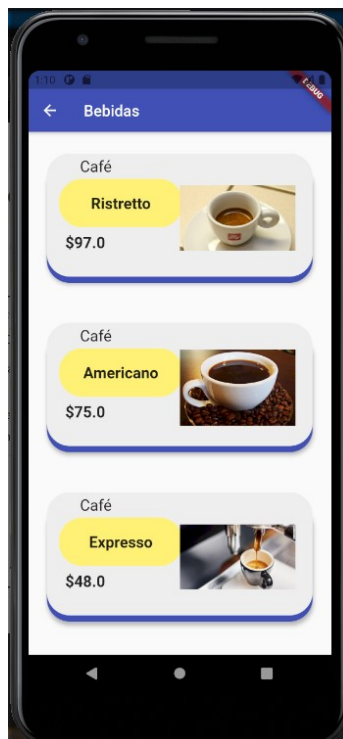 1:10
DEBUG
Bebidas
Café
Ristretto
$97.0
Café
Americano
$75.0
Café
Expresso
$48.0